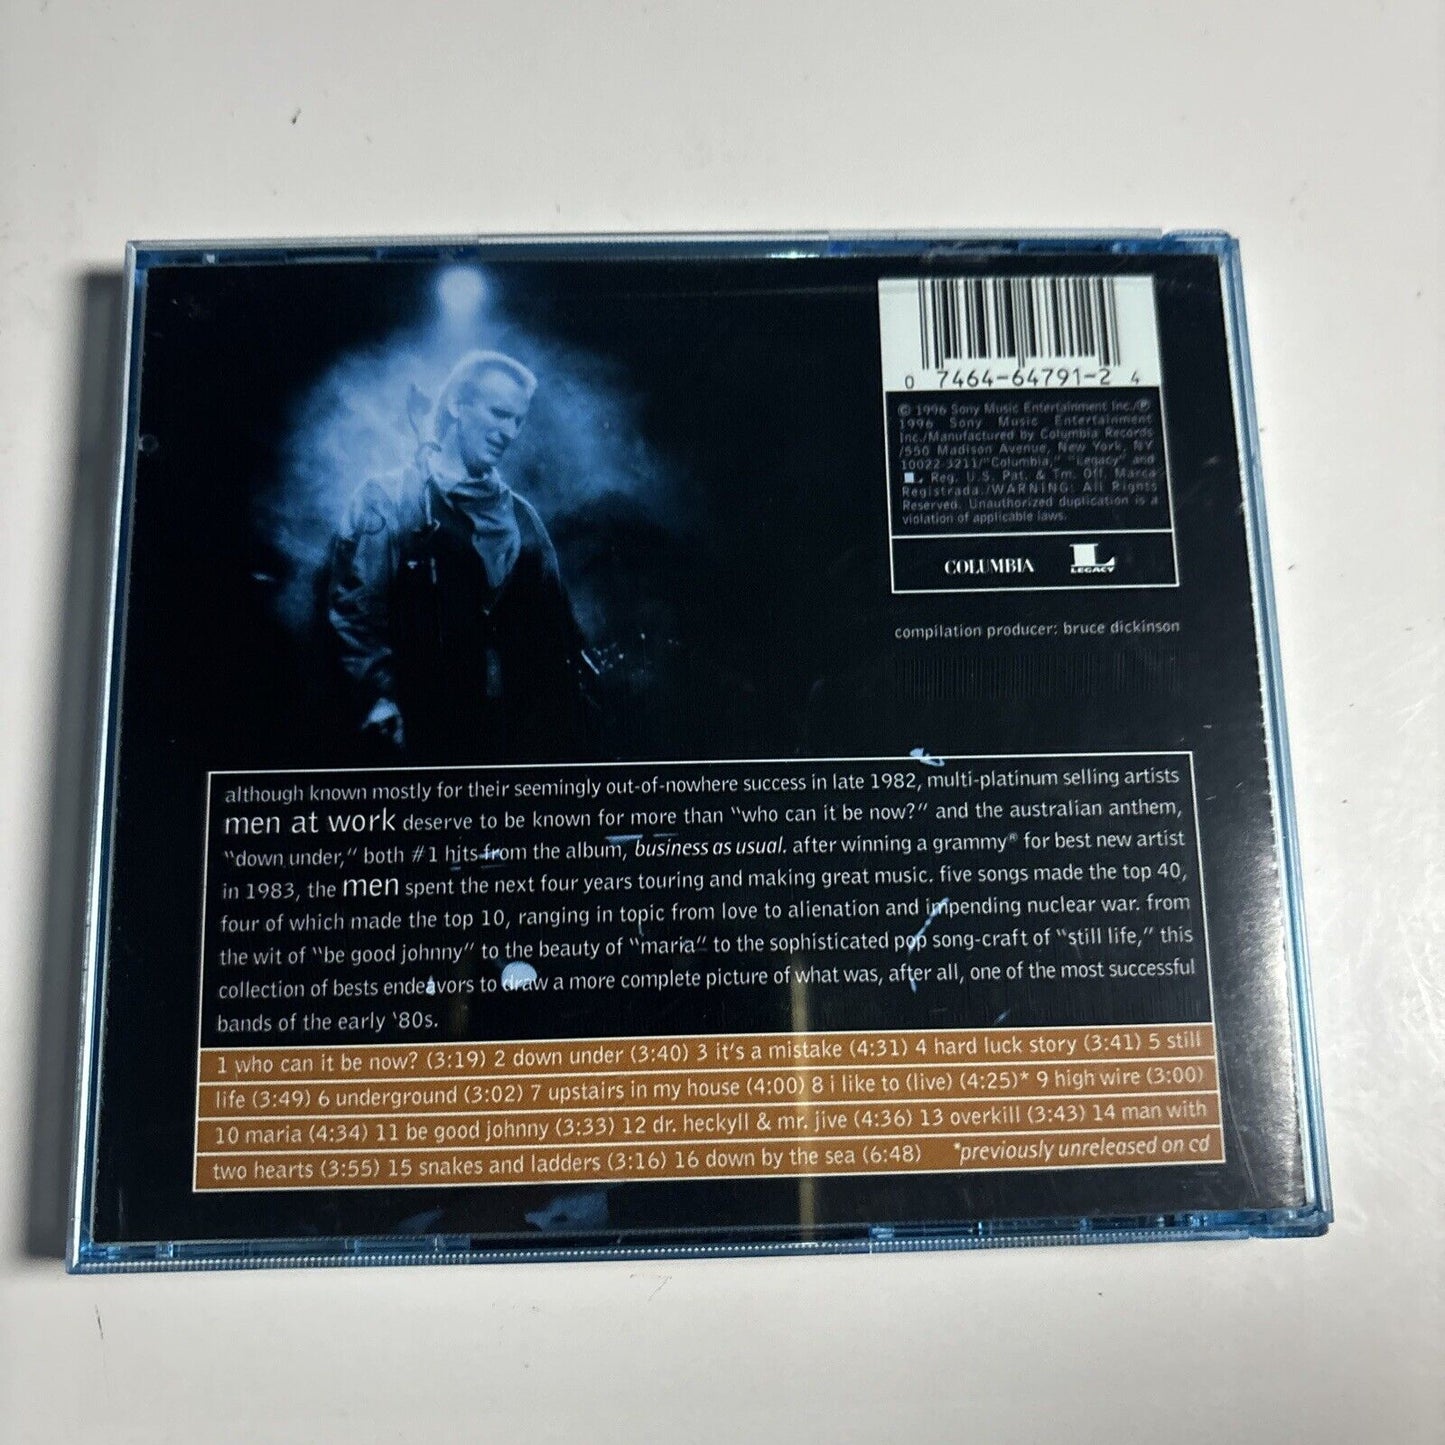 0 7464-64791-2 4
© 1996 Sony Music Entertainment Inc./℗
1996 Sony Music Entertainment
Inc./Manufactured by Columbia Records
/550 Madison Avenue, New York, NY
10022-3211/"Columbia," "Legacy" and
L, Reg. U.S. Pat. & Tm. Off. Marca
Registrada./WARNING: All Rights
Reserved. Unauthorized duplication is a
violation of applicable laws.
COLUMBIA
L LEGACY
compilation producer: bruce dickinson
although known mostly for their seemingly out-of-nowhere success in late 1982, multi-platinum selling artists
men at work deserve to be known for more than "who can it be now?" and the australian anthem,
"down under," both #1 hits from the album, business as usual. after winning a grammy® for best new artist
in 1983, the men spent the next four years touring and making great music. five songs made the top 40,
four of which made the top 10, ranging in topic from love to alienation and impending nuclear war. from
the wit of "be good johnny" to the beauty of "maria" to the sophisticated pop song-craft of "still life," this
collection of bests endeavors to draw a more complete picture of what was, after all, one of the most successful
bands of the early '80s.
1 who can it be now? (3:19) 2 down under (3:40) 3 it's a mistake (4:31) 4 hard luck story (3:41) 5 still
life (3:49) 6 underground (3:02) 7 upstairs in my house (4:00) 8 i like to (live) (4:25)* 9 high wire (3:00)
10 maria (4:34) 11 be good johnny (3:33) 12 dr. heckyll & mr. jive (4:36) 13 overkill (3:43) 14 man with
two hearts (3:55) 15 snakes and ladders (3:16) 16 down by the sea (6:48) *previously unreleased on cd